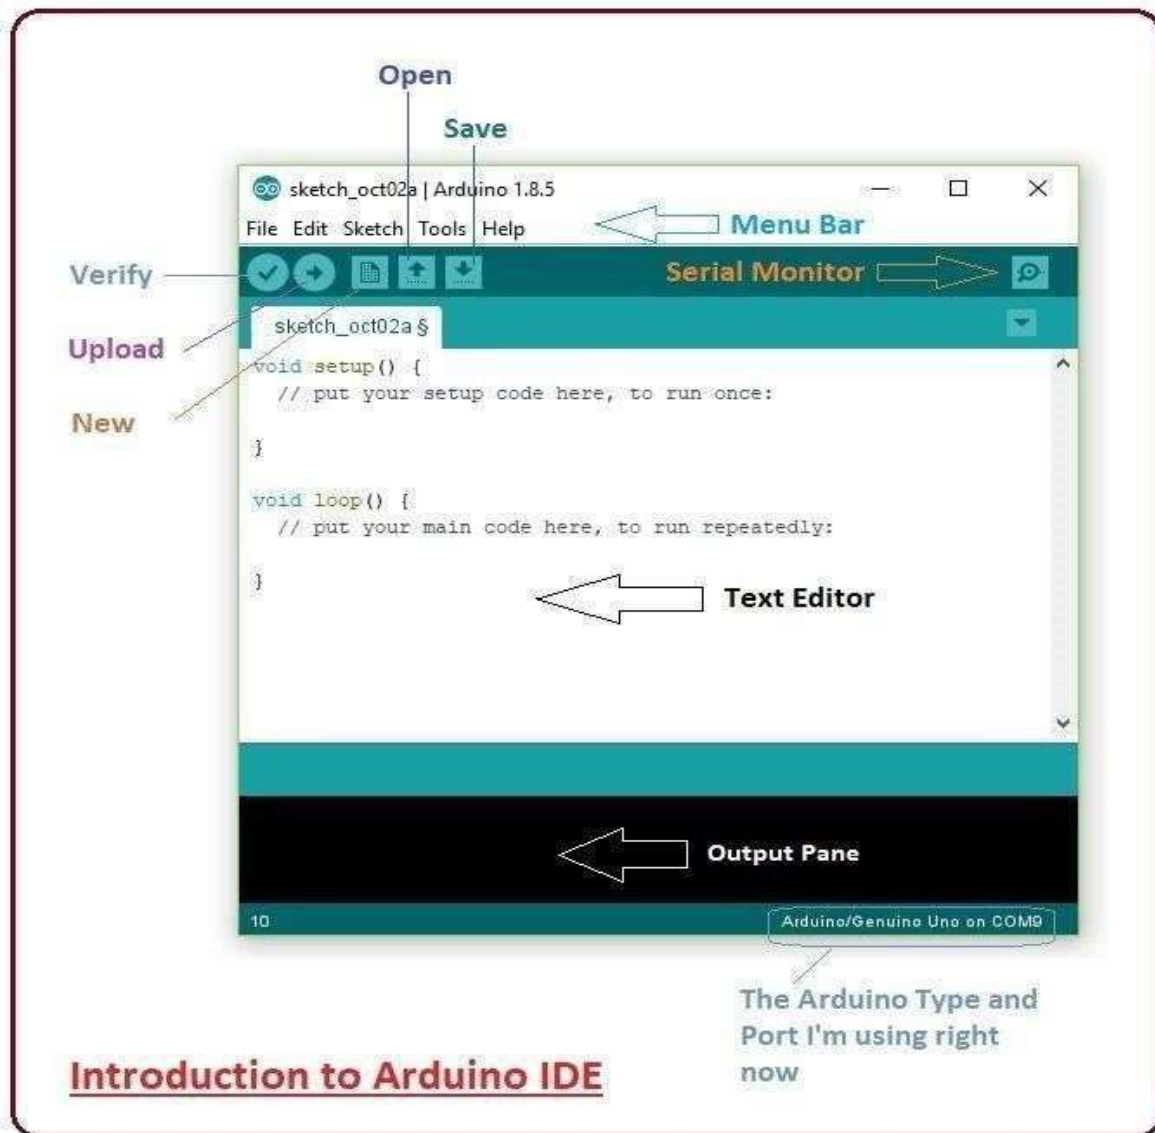 Open
Save
sketch_oct02a | Arduino 1.8.5
File Edit Sketch Tools Help
Menu Bar
Verify
Serial Monitor
sketch_oct02a §
Upload
void setup() {
// put your setup code here, to run once:
New
}
void loop() {
// put your main code here, to run repeatedly:
}
Text Editor
Output Pane
10
Arduino/Genuino Uno on COM9
The Arduino Type and
Port I'm using right
now
Introduction to Arduino IDE